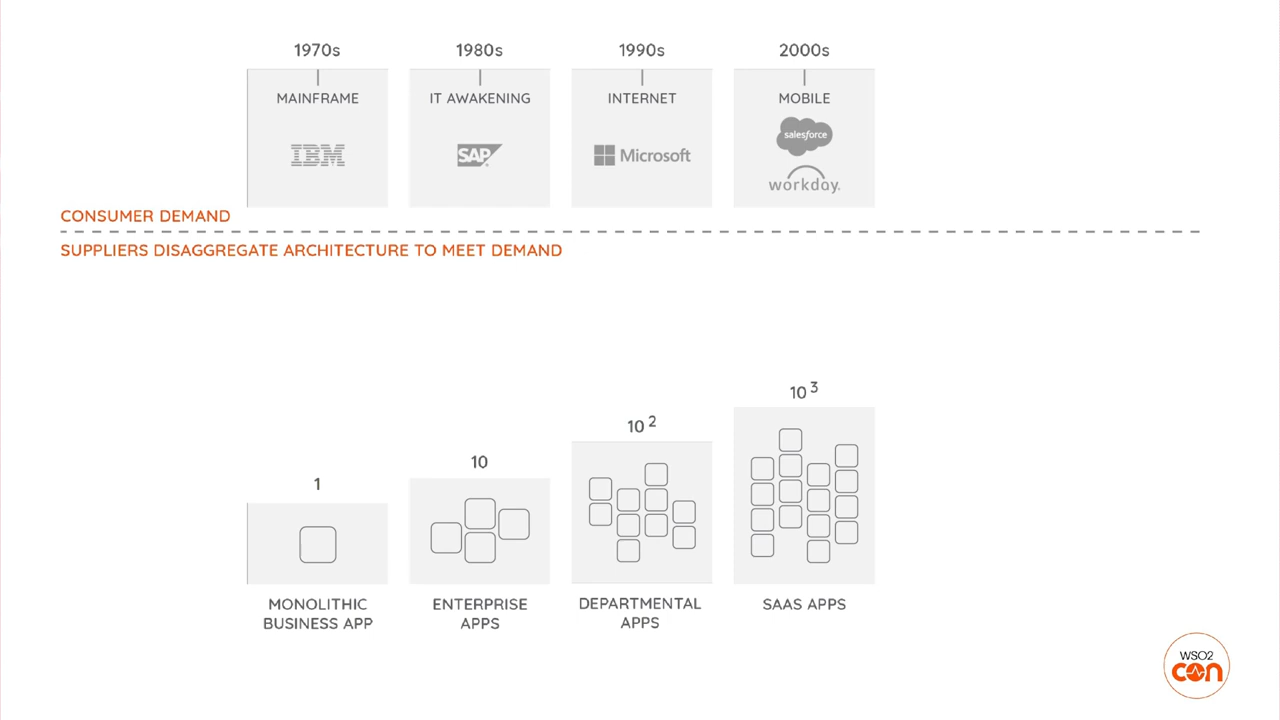 1970s
1980s
1990s
2000s
MAINFRAME
IT AWAKENING
INTERNET
MOBILE
IBM
SAP
Microsoft
salesforce
workday.
CONSUMER DEMAND
SUPPLIERS DISAGGREGATE ARCHITECTURE TO MEET DEMAND
1
10
10 2
10 3
MONOLITHIC
BUSINESS APP
ENTERPRISE
APPS
DEPARTMENTAL
APPS
SAAS APPS
WSO2
con